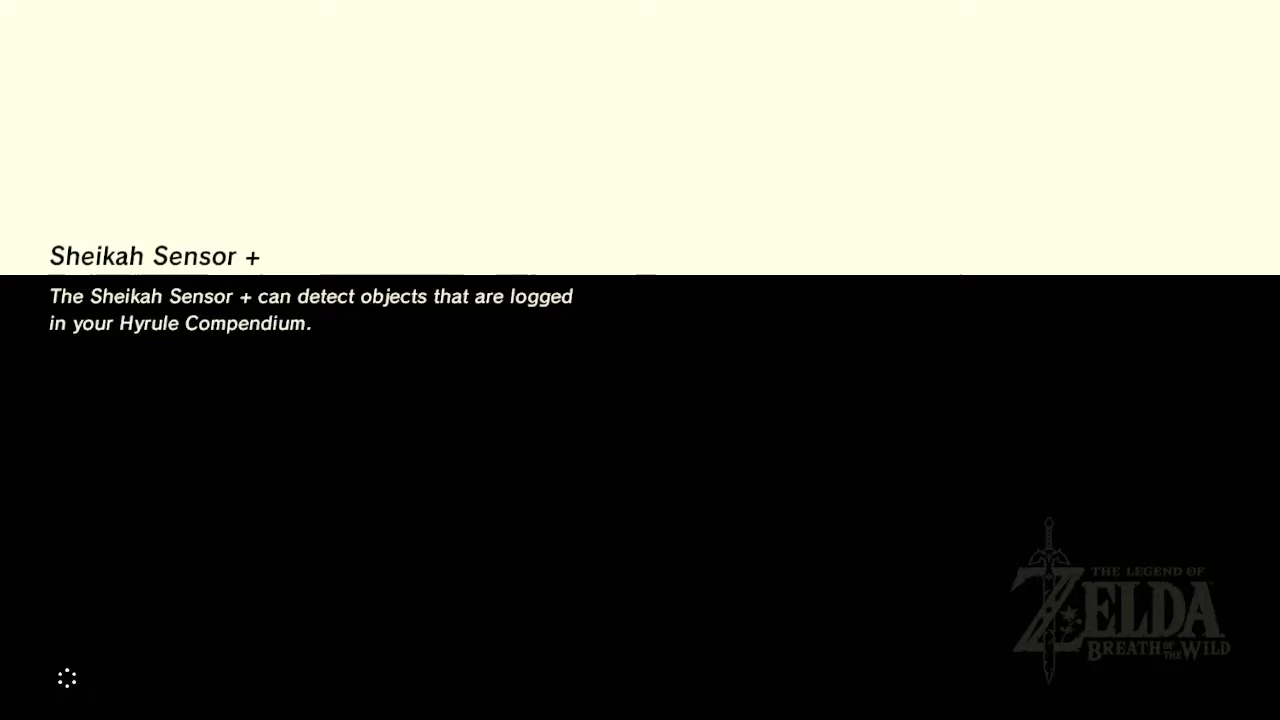 Sheikah Sensor +
The Sheikah Sensor + can detect objects that are logged
in your Hyrule Compendium.
THE LEGEND OF
ZELDA
BREATH OF THE WILD